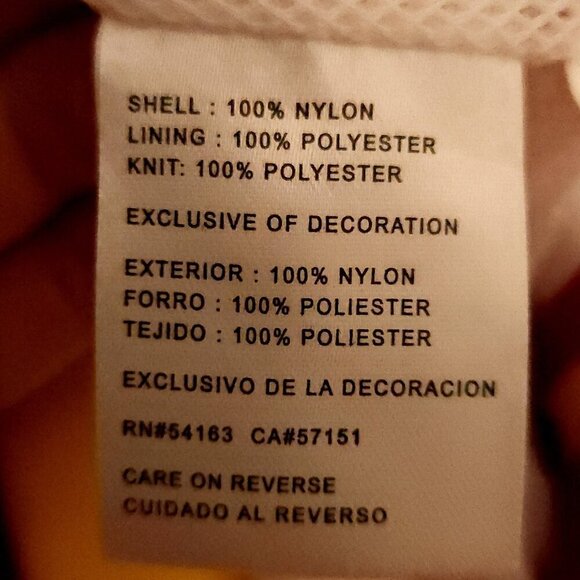 SHELL : 100% NYLON
LINING : 100% POLYESTER
KNIT: 100% POLYESTER
EXCLUSIVE OF DECORATION
EXTERIOR : 100% NYLON
FORRO : 100% POLIESTER
TEJIDO : 100% POLIESTER
EXCLUSIVO DE LA DECORACION
RN#54163 CA#57151
CARE ON REVERSE
CUIDADO AL REVERSO